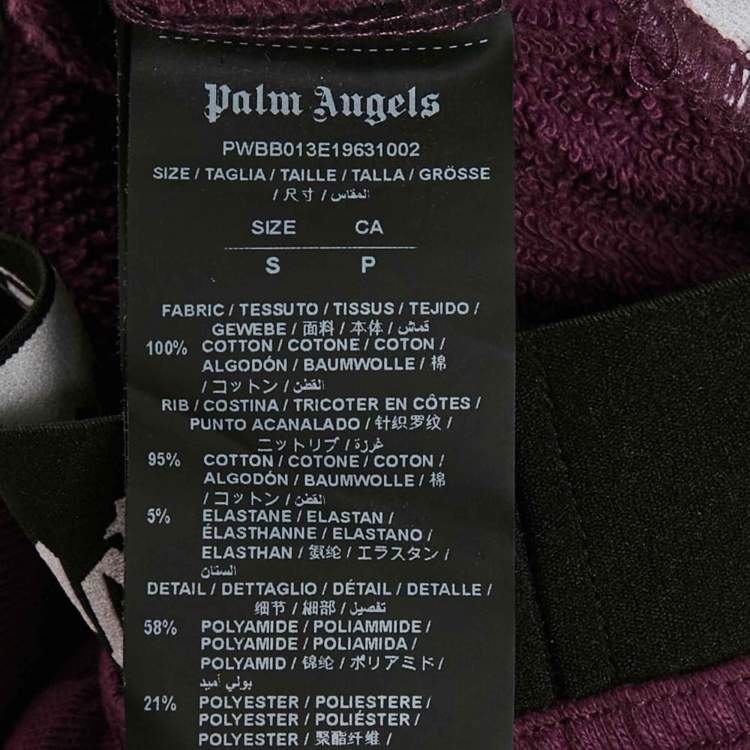 Palm Angels
PWBB013E19631002
SIZE / TAGLIA / TAILLE / TALLA / GRÖSSE
/ 尺寸 / المقاس
SIZE CA
S P
FABRIC / TESSUTO / TISSUS / TEJIDO /
GEWEBE / 面料 / 本体 / قماش
100% COTTON / COTONE / COTON /
ALGODÓN / BAUMWOLLE / 棉
/ コットン / القطن
RIB / COSTINA / TRICOTER EN CÔTES /
PUNTO ACANALADO / 针织罗纹 /
ニットリブ / غرزة
95% COTTON / COTONE / COTON /
ALGODÓN / BAUMWOLLE / 棉
/ コットン / القطن
5% ELASTANE / ELASTAN /
ÉLASTHANNE / ELASTANO /
ELASTHAN / 氨纶 / エラスタン /
الستان
DETAIL / DETTAGLIO / DÉTAIL / DETALLE /
细节 / 細部 / تفصيل
58% POLYAMIDE / POLIAMMIDE /
POLYAMIDE / POLIAMIDA /
POLYAMID / 锦纶 / ポリアミド /
بولي أميد
21% POLYESTER / POLIESTERE /
POLYESTER / POLIÉSTER /
POLYESTER / 聚酯纤维 /